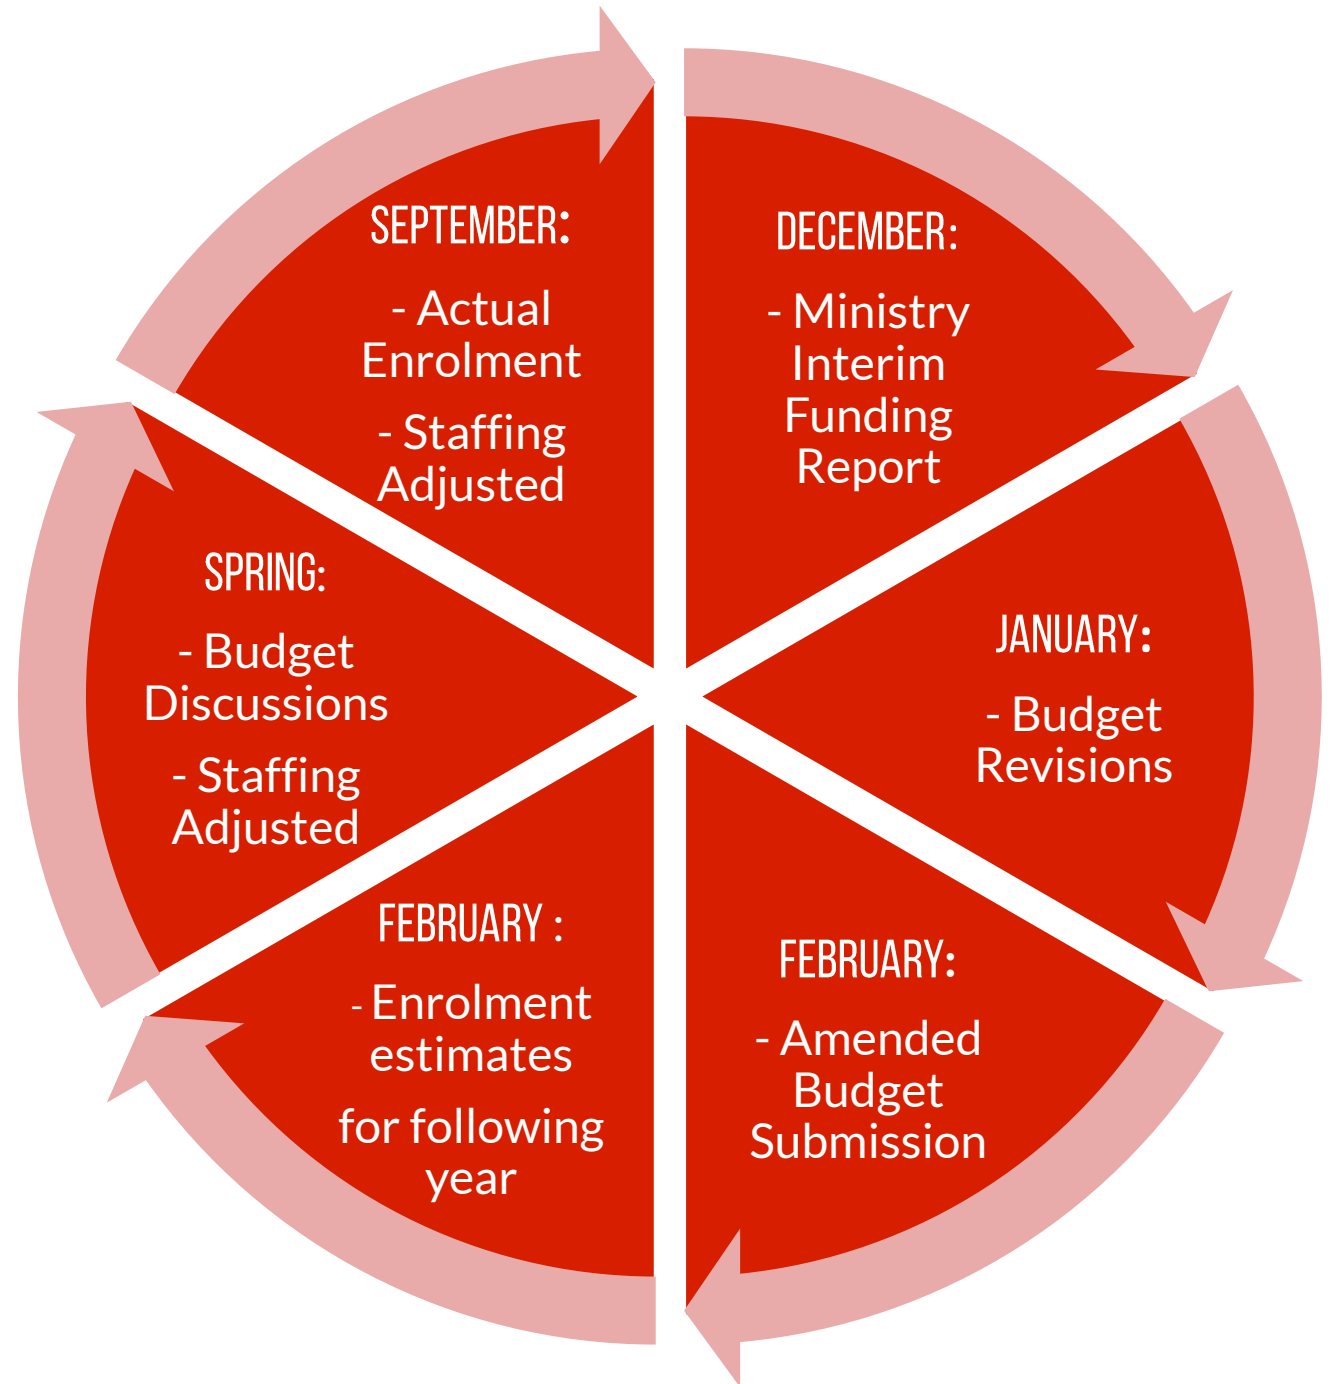 SEPTEMBER:
- Actual
Enrolment
- Staffing
Adjusted
DECEMBER:
- Ministry
Interim
Funding
Report
JANUARY:
- Budget
Revisions
FEBRUARY:
- Amended
Budget
Submission
FEBRUARY :
- Enrolment
estimates
for following
year
SPRING:
- Budget
Discussions
- Staffing
Adjusted